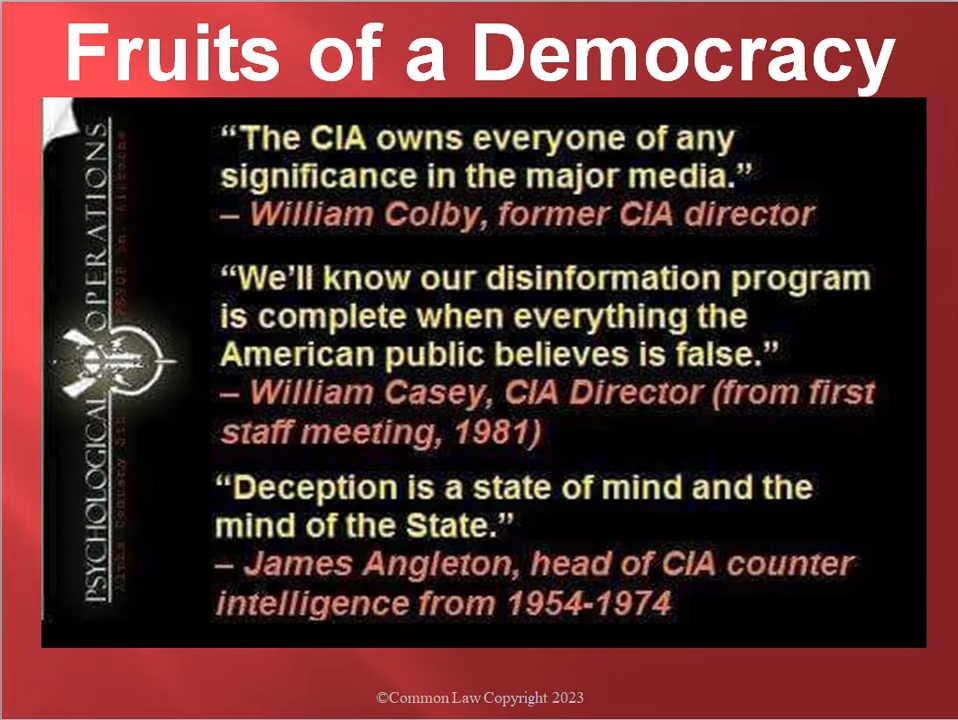 Fruits of a Democracy
PSYCHOLOGICAL OPERATIONS
“The CIA owns everyone of any
significance in the major media.”
– William Colby, former CIA director
“We’ll know our disinformation program
is complete when everything the
American public believes is false.”
– William Casey, CIA Director (from first
staff meeting, 1981)
“Deception is a state of mind and the
mind of the State.”
– James Angleton, head of CIA counter
intelligence from 1954-1974
©Common Law Copyright 2023